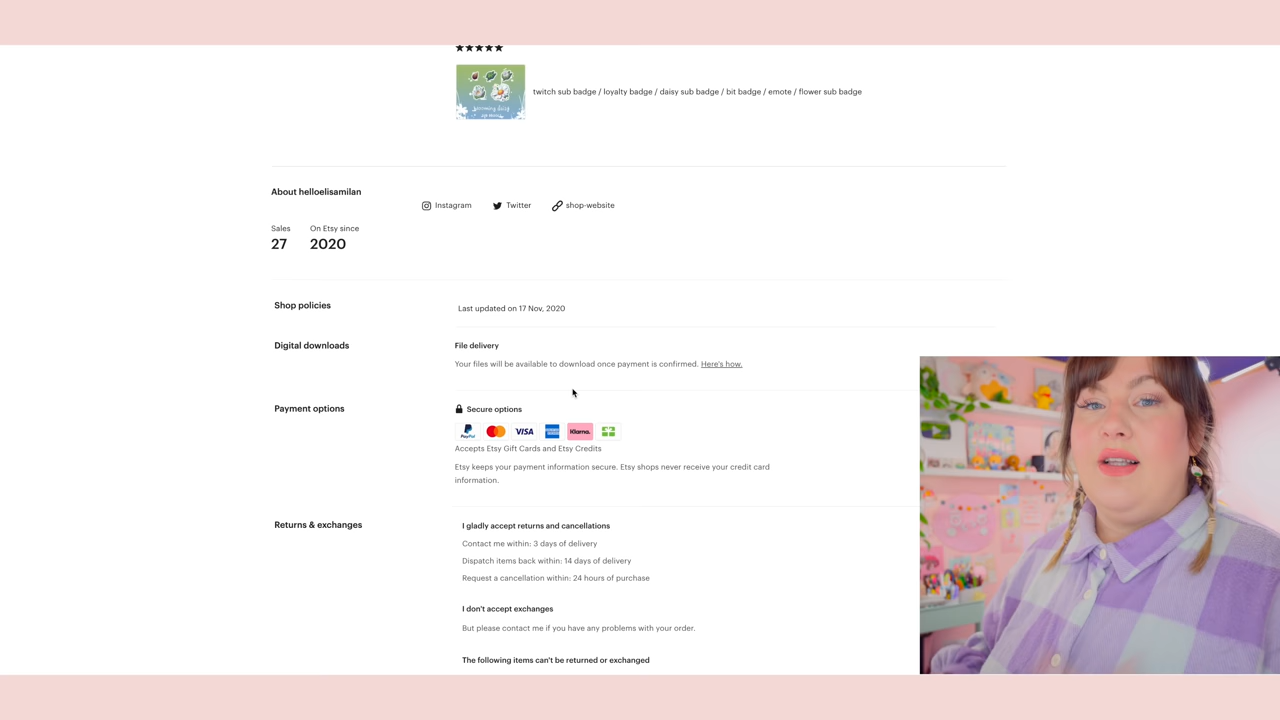 twitch sub badge / loyalty badge / daisy sub badge / bit badge / emote / flower sub badge
About helloelisamilan
Instagram
Twitter
shop-website
Sales
On Etsy since
27
2020
Shop policies
Last updated on 17 Nov, 2020
Digital downloads
File delivery
Your files will be available to download once payment is confirmed. Here's how.
Payment options
Secure options
PayPal
VISA
Klarna.
Accepts Etsy Gift Cards and Etsy Credits
Etsy keeps your payment information secure. Etsy shops never receive your credit card
information.
Returns & exchanges
I gladly accept returns and cancellations
Contact me within: 3 days of delivery
Dispatch items back within: 14 days of delivery
Request a cancellation within: 24 hours of purchase
I don't accept exchanges
But please contact me if you have any problems with your order.
The following items can't be returned or exchanged